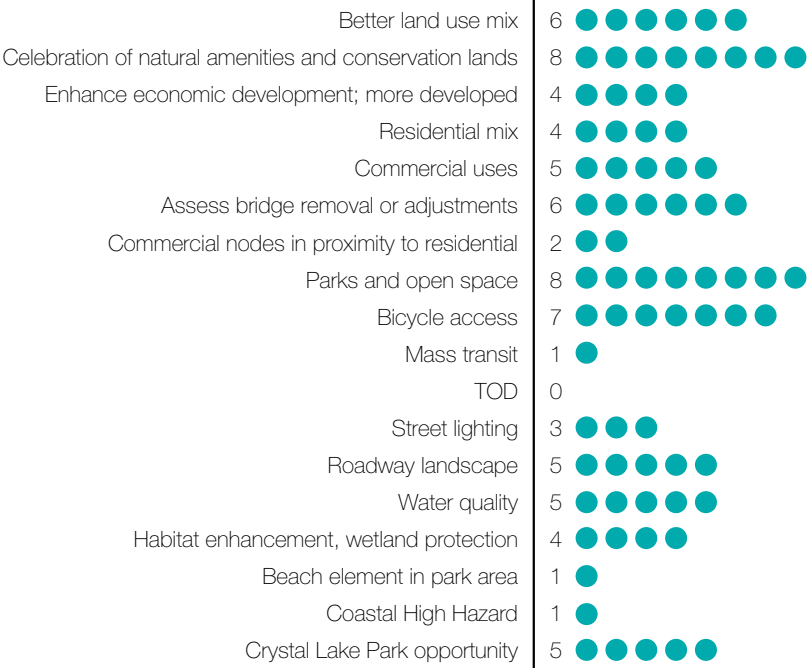 Better land use mix 6
Celebration of natural amenities and conservation lands 8
Enhance economic development; more developed 4
Residential mix 4
Commercial uses 5
Assess bridge removal or adjustments 6
Commercial nodes in proximity to residential 2
Parks and open space 8
Bicycle access 7
Mass transit 1
TOD 0
Street lighting 3
Roadway landscape 5
Water quality 5
Habitat enhancement, wetland protection 4
Beach element in park area 1
Coastal High Hazard 1
Crystal Lake Park opportunity 5